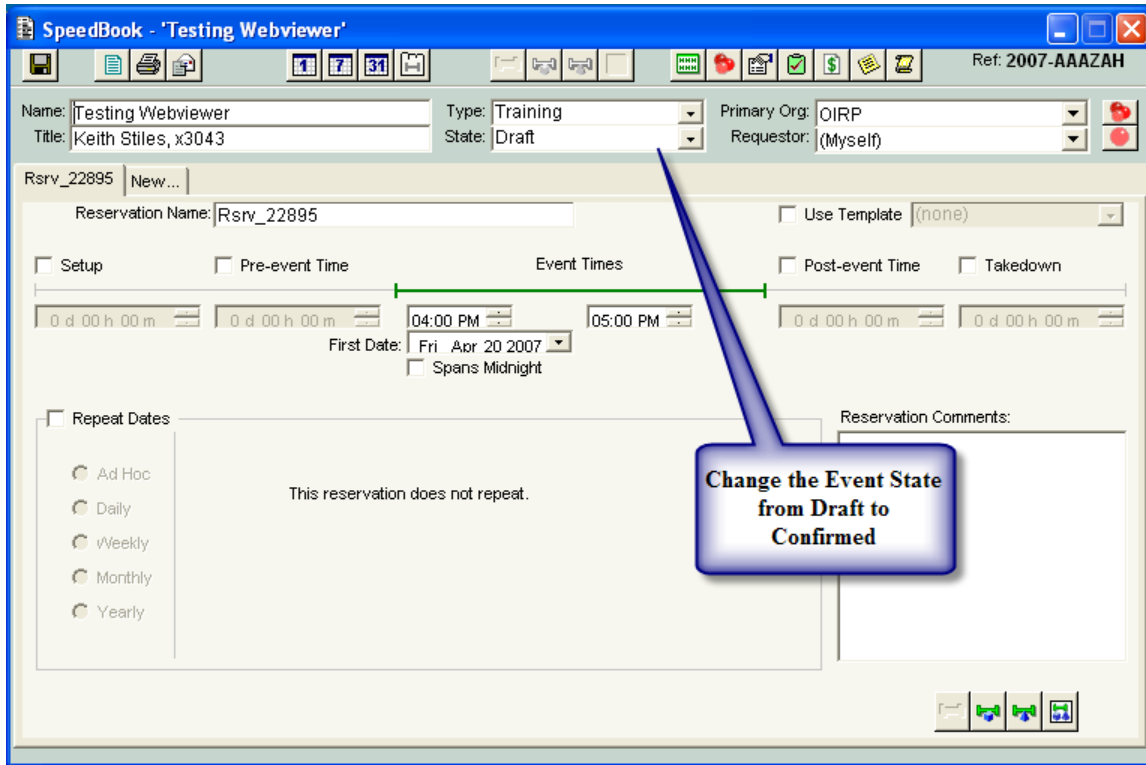 SpeedBook - 'Testing Webviewer'
1 7 31 Ref: 2007-AAAZAH
Name: Testing Webviewer Type: Training Primary Org: OIRP
Title: Keith Stiles, x3043 State: Draft Requestor: (Myself)
Rsrv_22895 New...
Reservation Name: Rsrv_22895 Use Template (none)
Setup Pre-event Time Event Times Post-event Time Takedown
0 d 00 h 00 m 0 d 00 h 00 m 04:00 PM 05:00 PM 0 d 00 h 00 m 0 d 00 h 00 m
First Date: Fri Apr 20 2007
Spans Midnight
Repeat Dates Reservation Comments:
Ad Hoc
Daily
Weekly
Monthly
Yearly
This reservation does not repeat.
Change the Event State
from Draft to
Confirmed